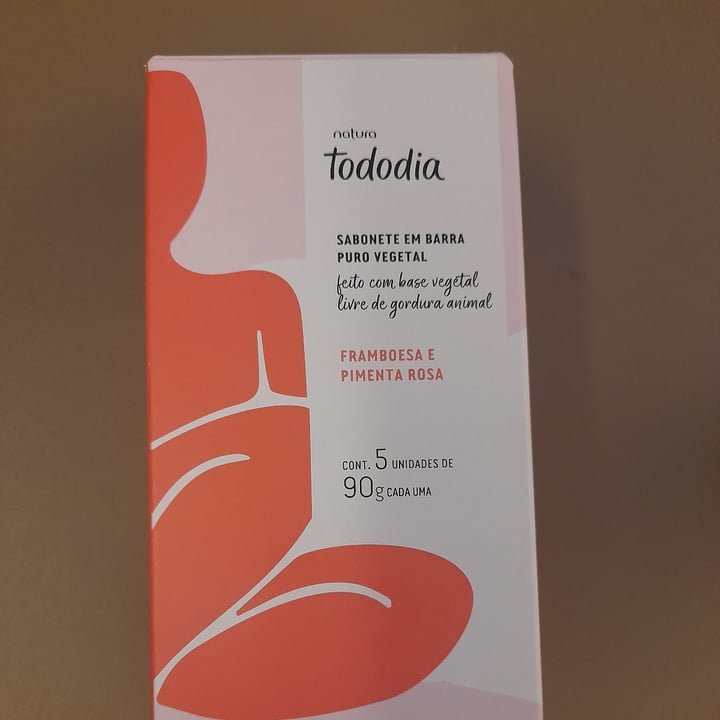 natura
tododia
SABONETE EM BARRA
PURO VEGETAL
feito com base vegetal
livre de gordura animal
FRAMBOESA E
PIMENTA ROSA
CONT. 5 UNIDADES DE
90g CADA UMA